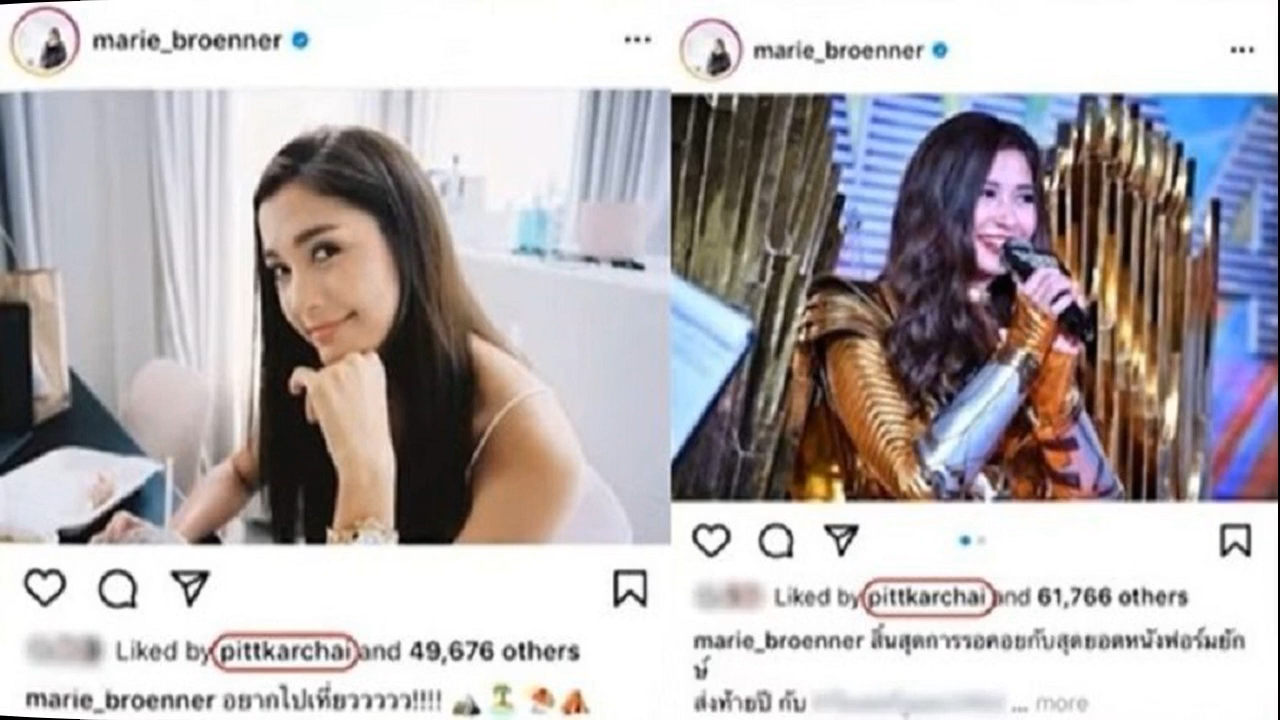 marie_broenner
Liked by pittkarchai and 49,676 others
marie_broenner อยากไปเที่ยววววว!!!!
marie_broenner
Liked by pittkarchai and 61,766 others
marie_broenner สิ้นสุดการรอคอยกับสุดยอดหนังฟอร์มยัก
ษ์
ส่งท้ายปี กับ ... more